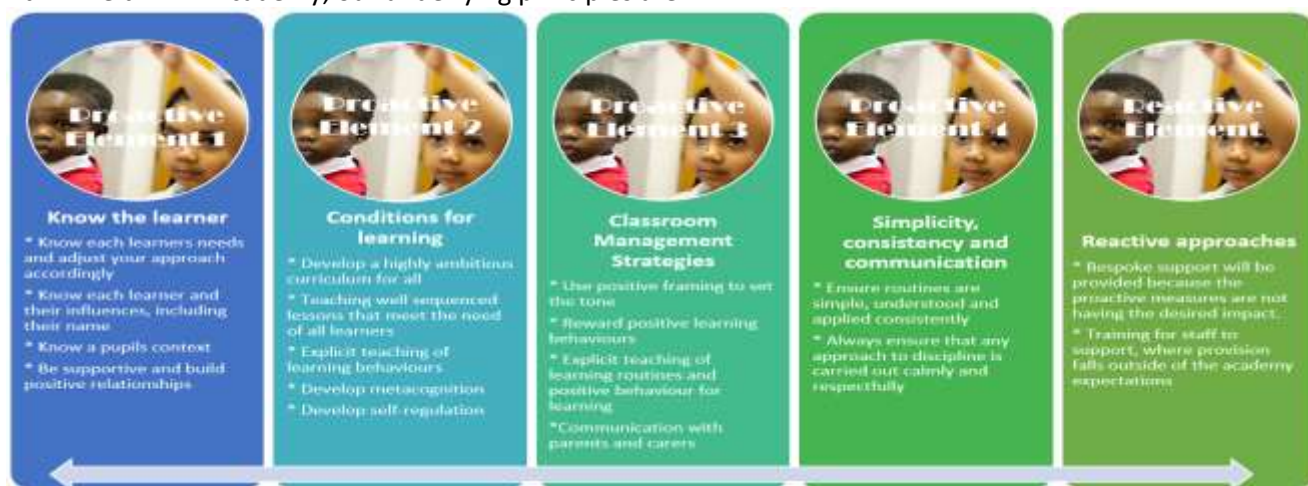 underlying principles are
Proactive
Element 1
Know the learner
* Know each learners needs
and adjust your approach
accordingly
* Know each learner and
their influences, including
their name
* Know a pupils context
* Be supportive and build
positive relationships
Proactive
Element 2
Conditions for
learning
* Develop a highly ambitious
curriculum for all
* Teaching well sequenced
lessons that meet the need
of all learners
* Explicit teaching of
learning behaviours
* Develop metacognition
* Develop self-regulation
Proactive
Element 3
Classroom
Management
Strategies
* Use positive framing to set
the tone
* Reward positive learning
behaviours
* Explicit teaching of
learning routines and
positive behaviour for
learning
*Communication with
parents and carers
Proactive
Element 4
Simplicity,
consistency and
communication
* Ensure routines are
simple, understood and
applied consistently
* Always ensure that any
approach to discipline is
carried out calmly and
respectfully
Reactive
Element
Reactive approaches
* Bespoke support will be
provided because the
proactive measures are not
having the desired impact.
* Training for staff to
support, where provision
falls outside of the academy
expectations